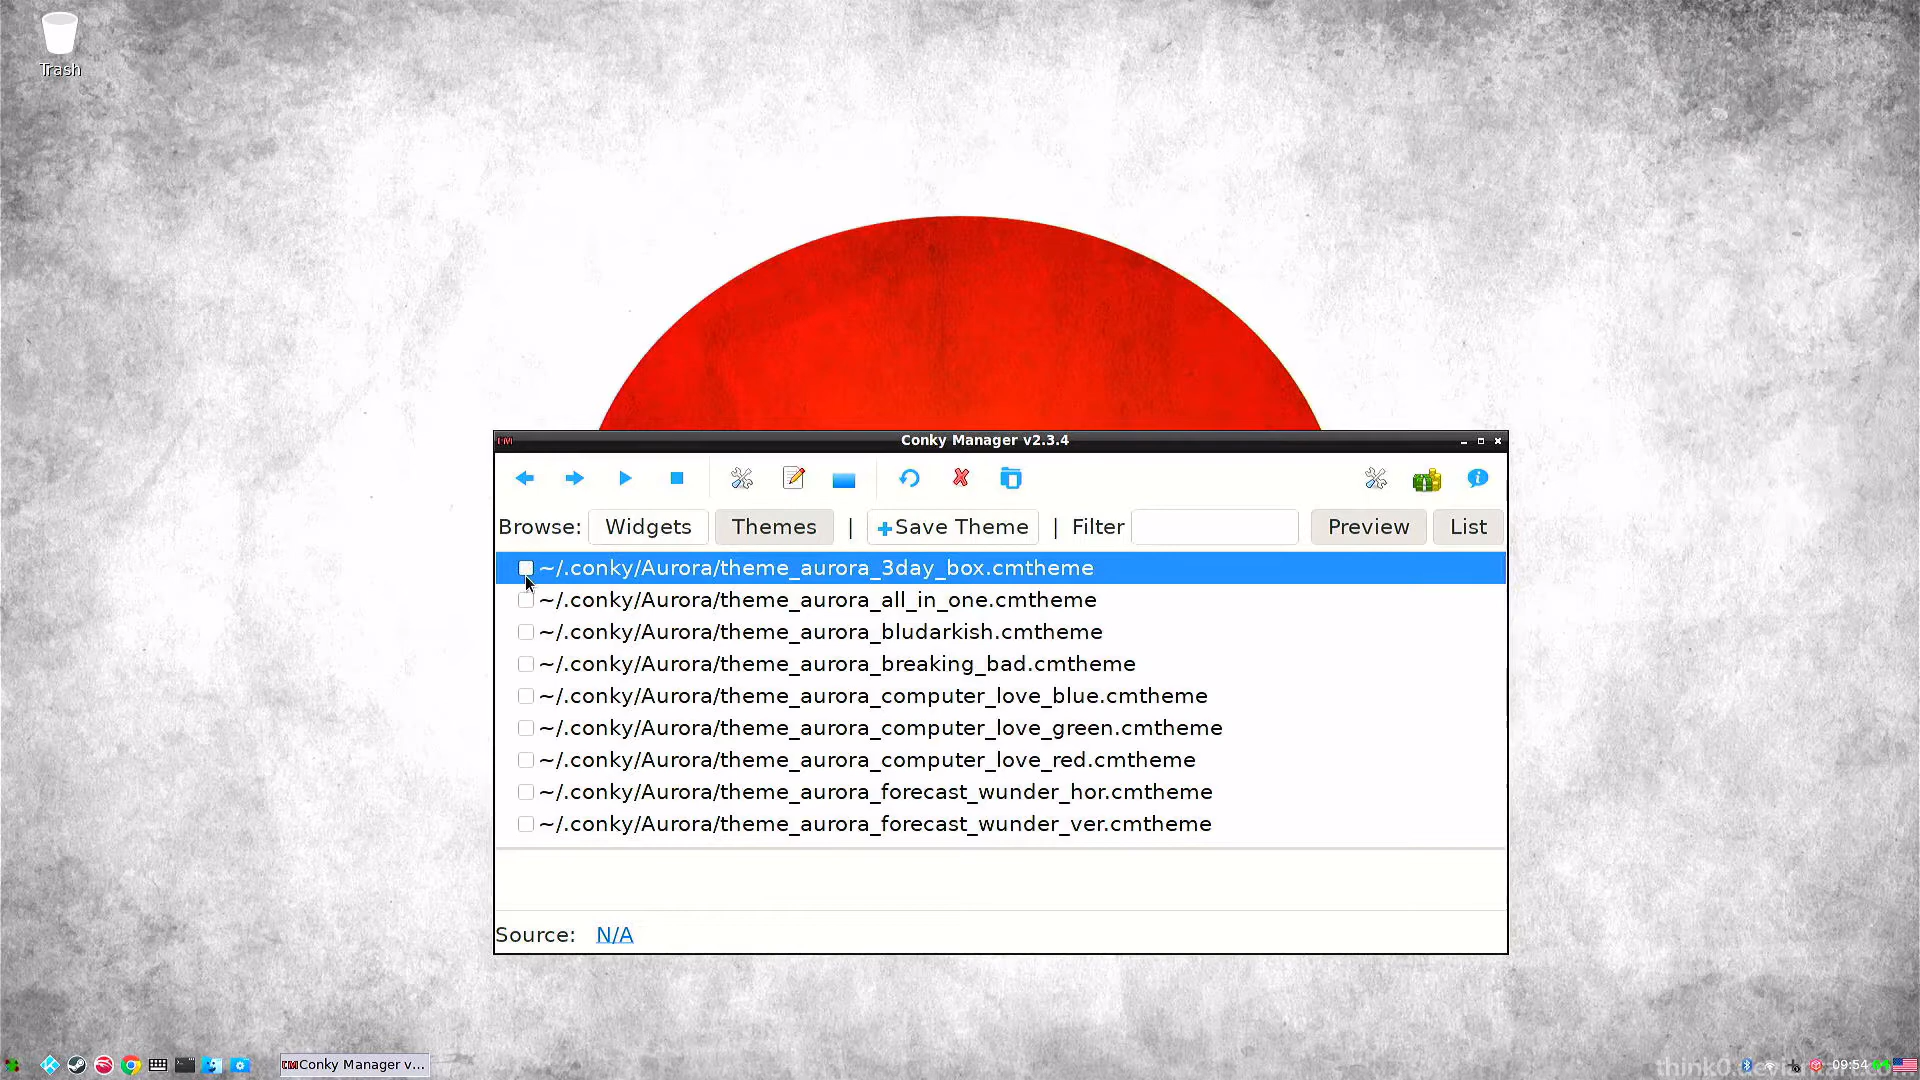 Trash
CM Conky Manager v2.3.4
Browse: Widgets Themes | Save Theme | Filter Preview List
~/.conky/Aurora/theme_aurora_3day_box.cmtheme
~/.conky/Aurora/theme_aurora_all_in_one.cmtheme
~/.conky/Aurora/theme_aurora_bludarkish.cmtheme
~/.conky/Aurora/theme_aurora_breaking_bad.cmtheme
~/.conky/Aurora/theme_aurora_computer_love_blue.cmtheme
~/.conky/Aurora/theme_aurora_computer_love_green.cmtheme
~/.conky/Aurora/theme_aurora_computer_love_red.cmtheme
~/.conky/Aurora/theme_aurora_forecast_wunder_hor.cmtheme
~/.conky/Aurora/theme_aurora_forecast_wunder_ver.cmtheme
Source: N/A
CM Conky Manager v... 09:54